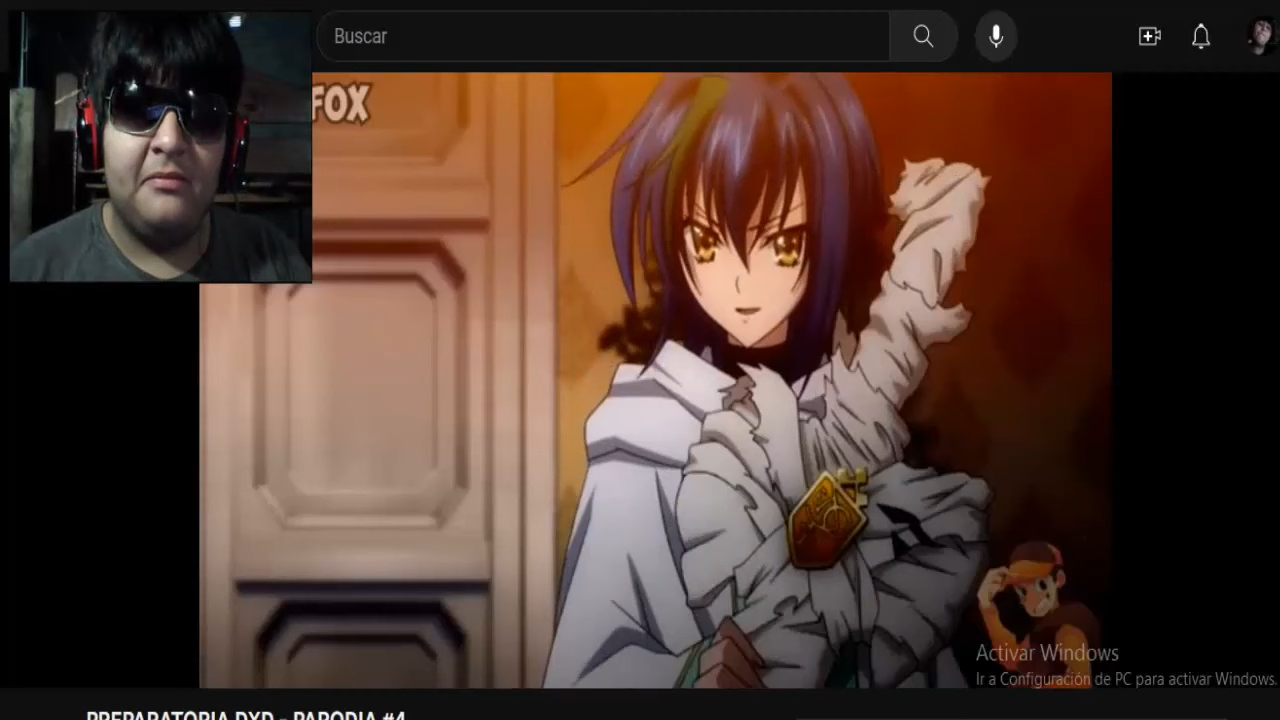 Buscar
FOX
Activar Windows
Ir a Configuración de PC para activar Windows.
PREPARATORIA DXD - PARODIA #4